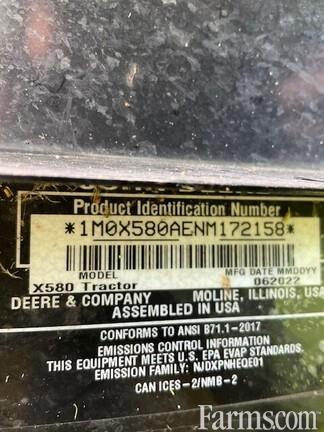 Product Identification Number
*1M0X580AENM172158*
MODEL MFG DATE MMDDYY
X580 Tractor 062022
DEERE & COMPANY MOLINE, ILLINOIS, USA
ASSEMBLED IN USA
CONFORMS TO ANSI B71.1-2017
EMISSIONS CONTROL INFORMATION
THIS EQUIPMENT MEETS U.S. EPA EVAP STANDARDS.
EMISSION FAMILY: NJDXPNHEQE01
CAN ICES-2/NMB-2
Farms.com